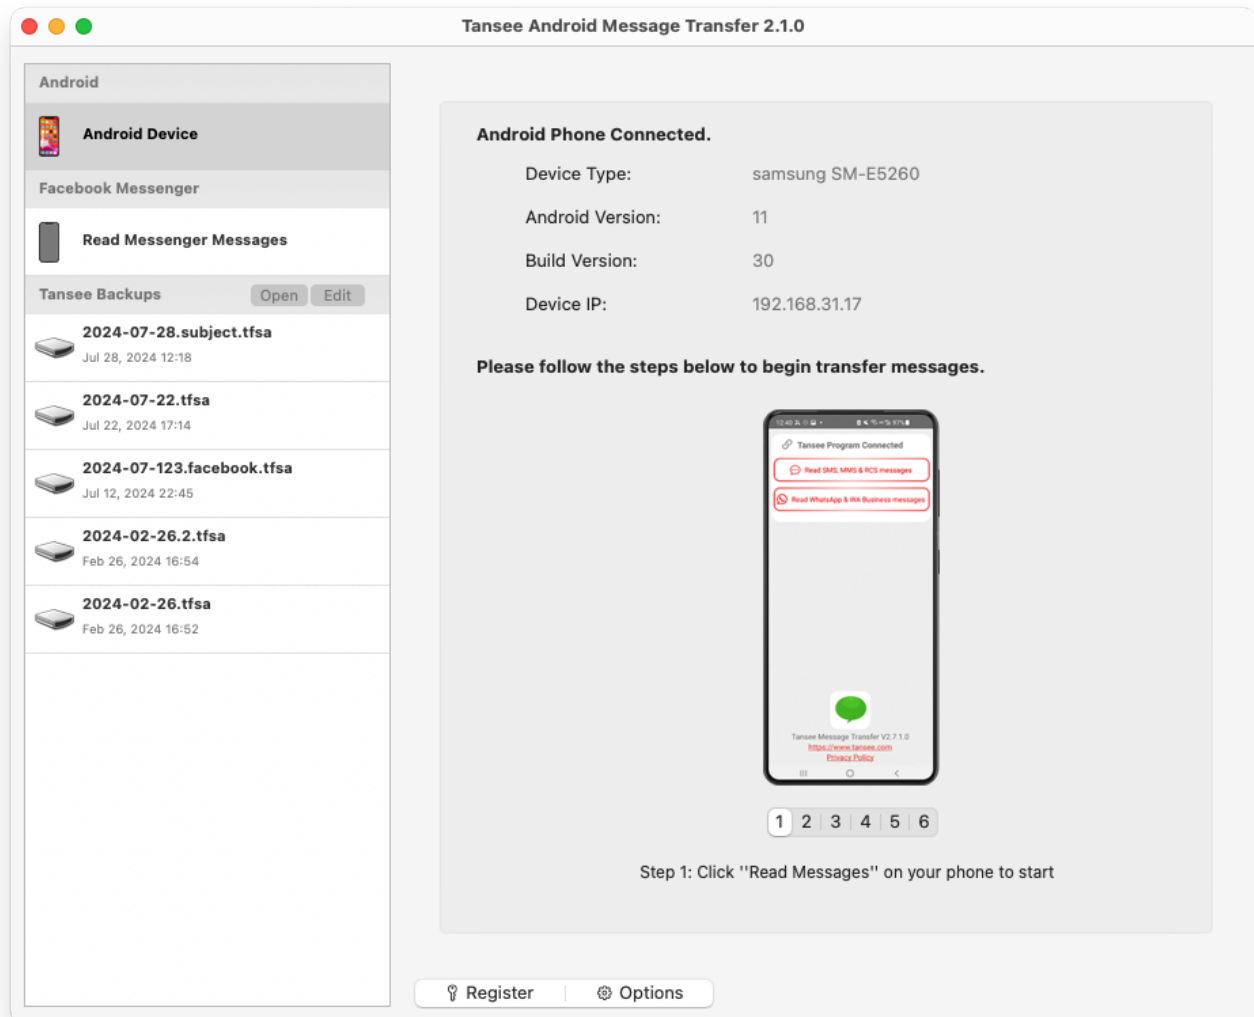 Tansee Android Message Transfer 2.1.0
Android
Android Device
Facebook Messenger
Read Messenger Messages
Tansee Backups
Open
Edit
2024-07-28.subject.tfsa
Jul 28, 2024 12:18
2024-07-22.tfsa
Jul 22, 2024 17:14
2024-07-123.facebook.tfsa
Jul 12, 2024 22:45
2024-02-26.2.tfsa
Feb 26, 2024 16:54
2024-02-26.tfsa
Feb 26, 2024 16:52
Android Phone Connected.
Device Type: samsung SM-E5260
Android Version: 11
Build Version: 30
Device IP: 192.168.31.17
Please follow the steps below to begin transfer messages.
12:40 97%
Tansee Program Connected
Read SMS, MMS & RCS messages
Read WhatsApp & WA Business messages
Tansee Message Transfer V2.7.1.0
https://www.tansee.com
Privacy Policy
1 2 3 4 5 6
Step 1: Click ''Read Messages'' on your phone to start
Register
Options